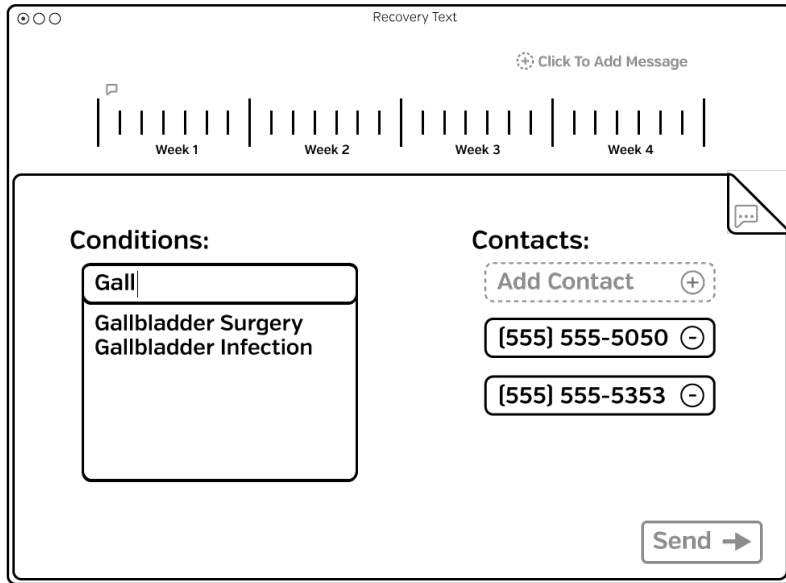 Recovery Text
Click To Add Message
Week 1
Week 2
Week 3
Week 4
Conditions:
Gall
Gallbladder Surgery
Gallbladder Infection
Contacts:
Add Contact
(555) 555-5050
(555) 555-5353
Send